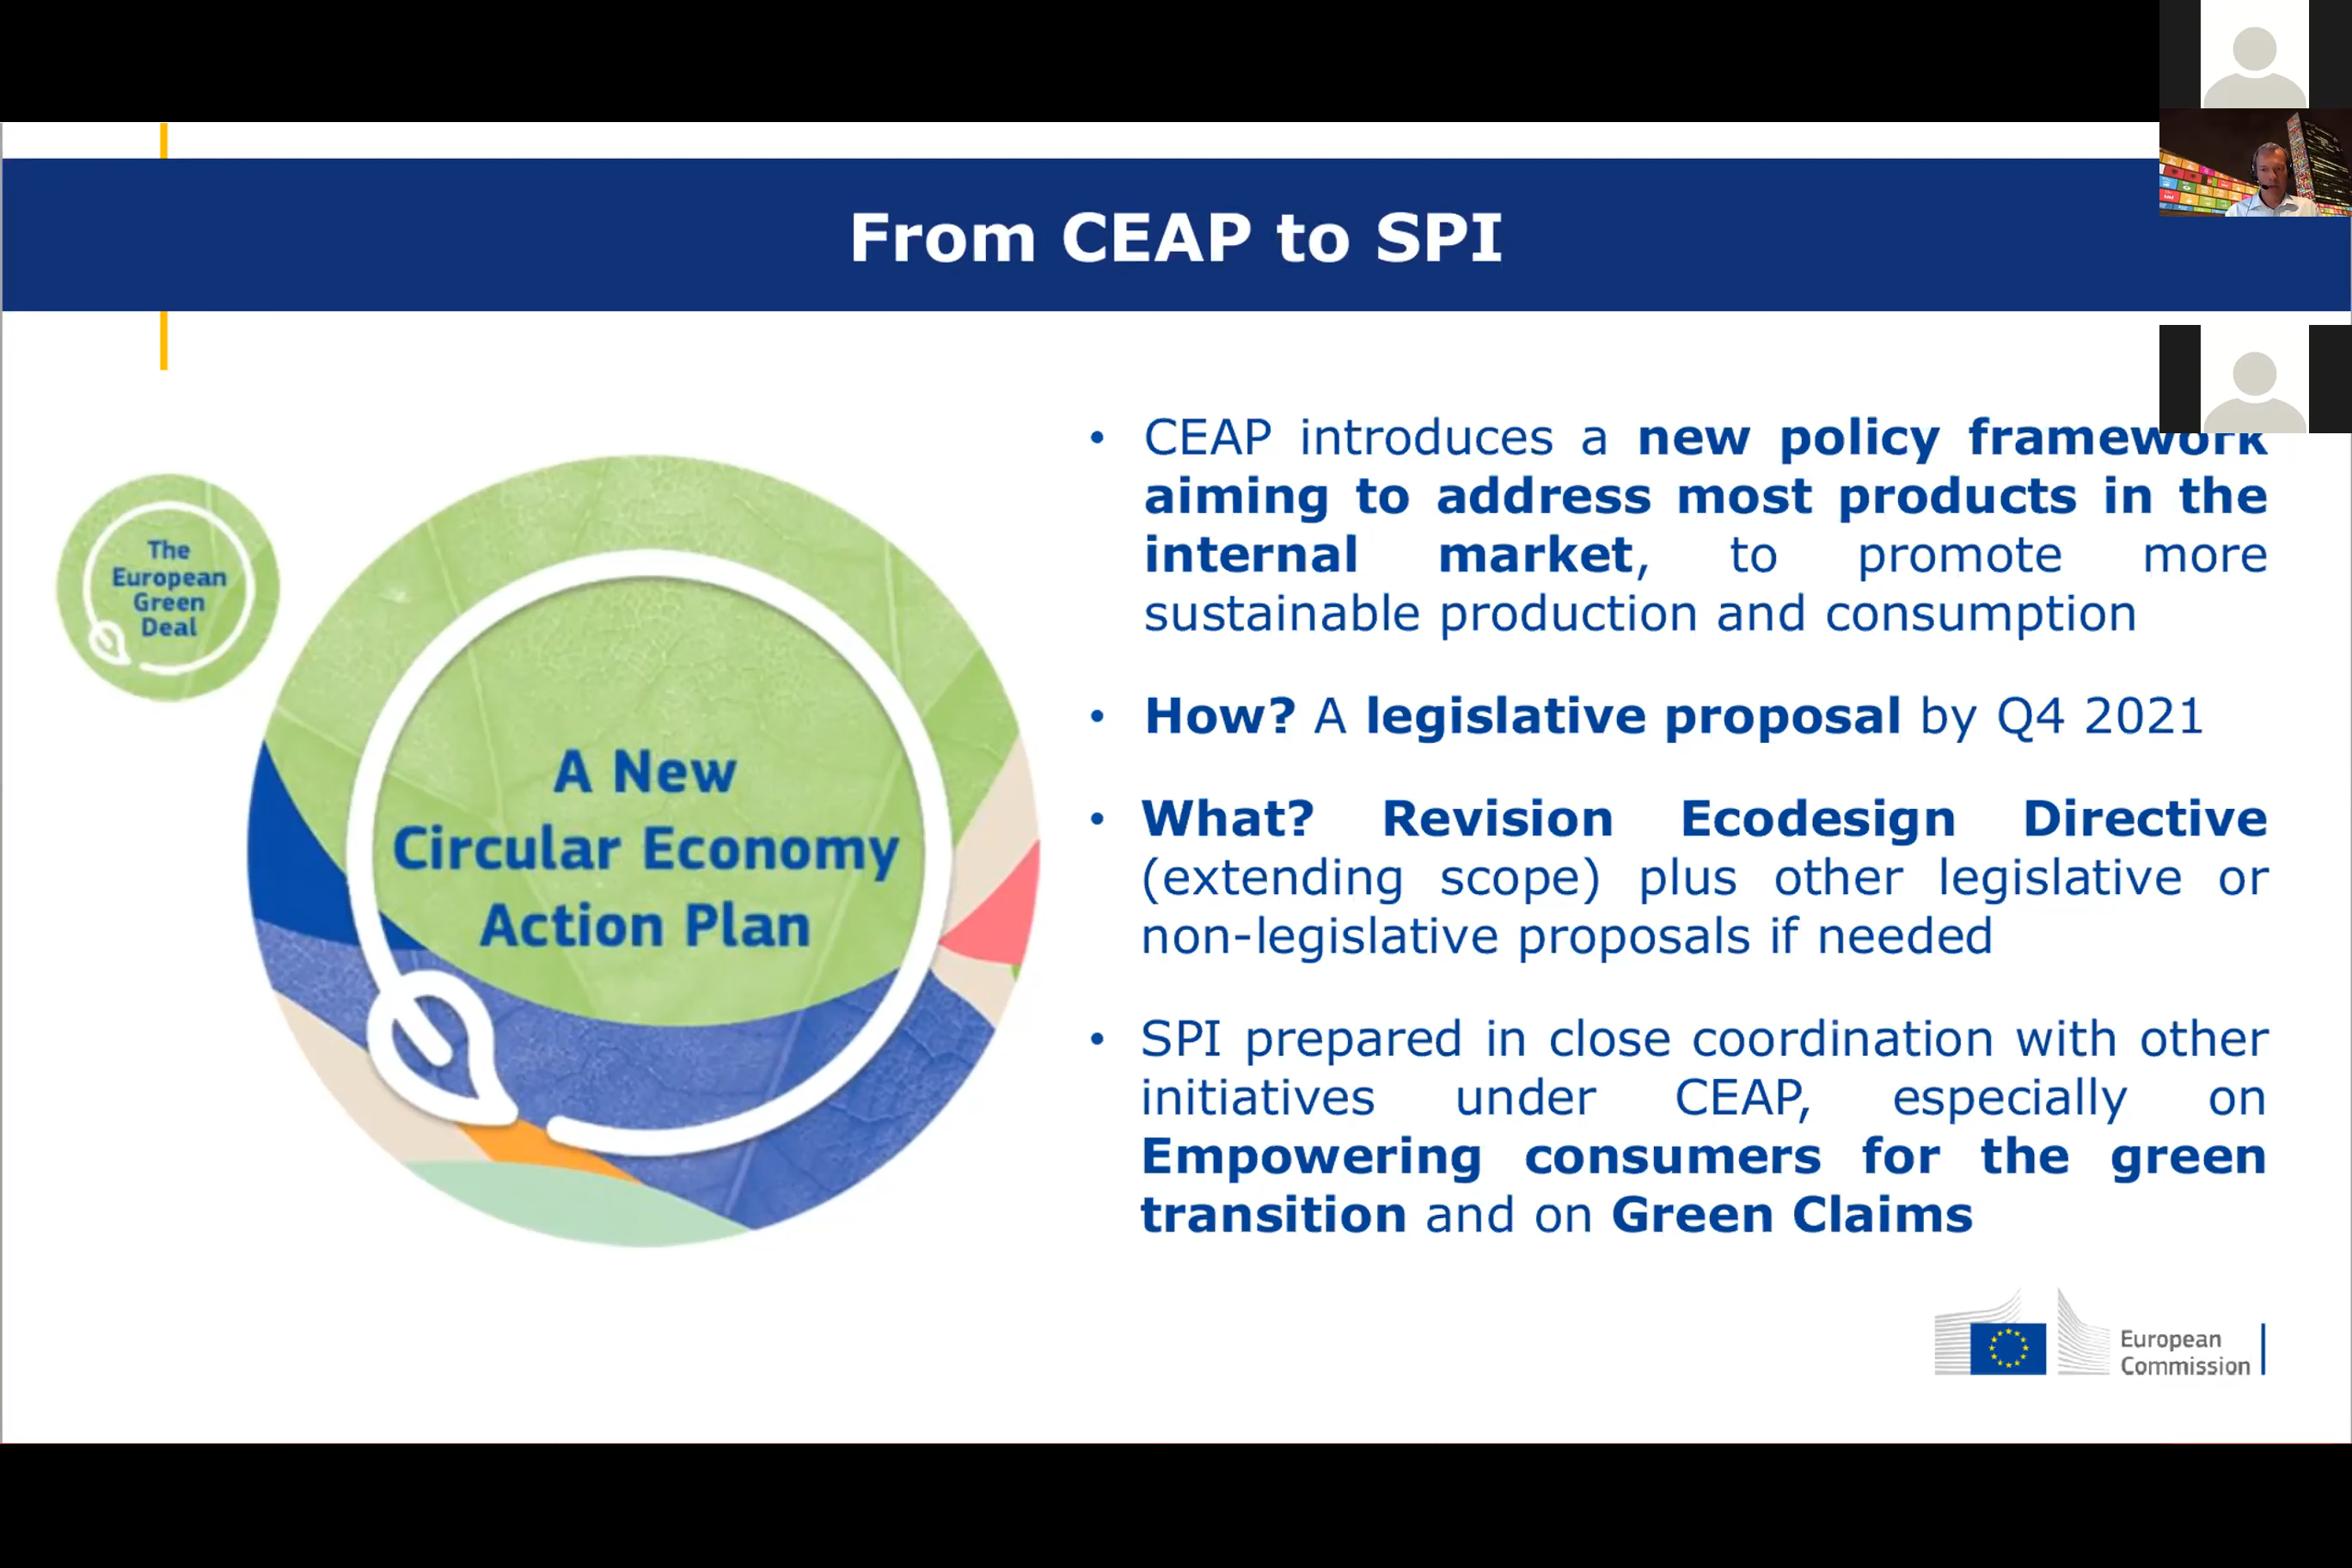 From CEAP to SPI
The
European
Green
Deal
A New
Circular Economy
Action Plan
• CEAP introduces a new policy framework
aiming to address most products in the
internal market, to promote more
sustainable production and consumption
• How? A legislative proposal by Q4 2021
• What? Revision Ecodesign Directive
(extending scope) plus other legislative or
non-legislative proposals if needed
• SPI prepared in close coordination with other
initiatives under CEAP, especially on
Empowering consumers for the green
transition and on Green Claims
European
Commission